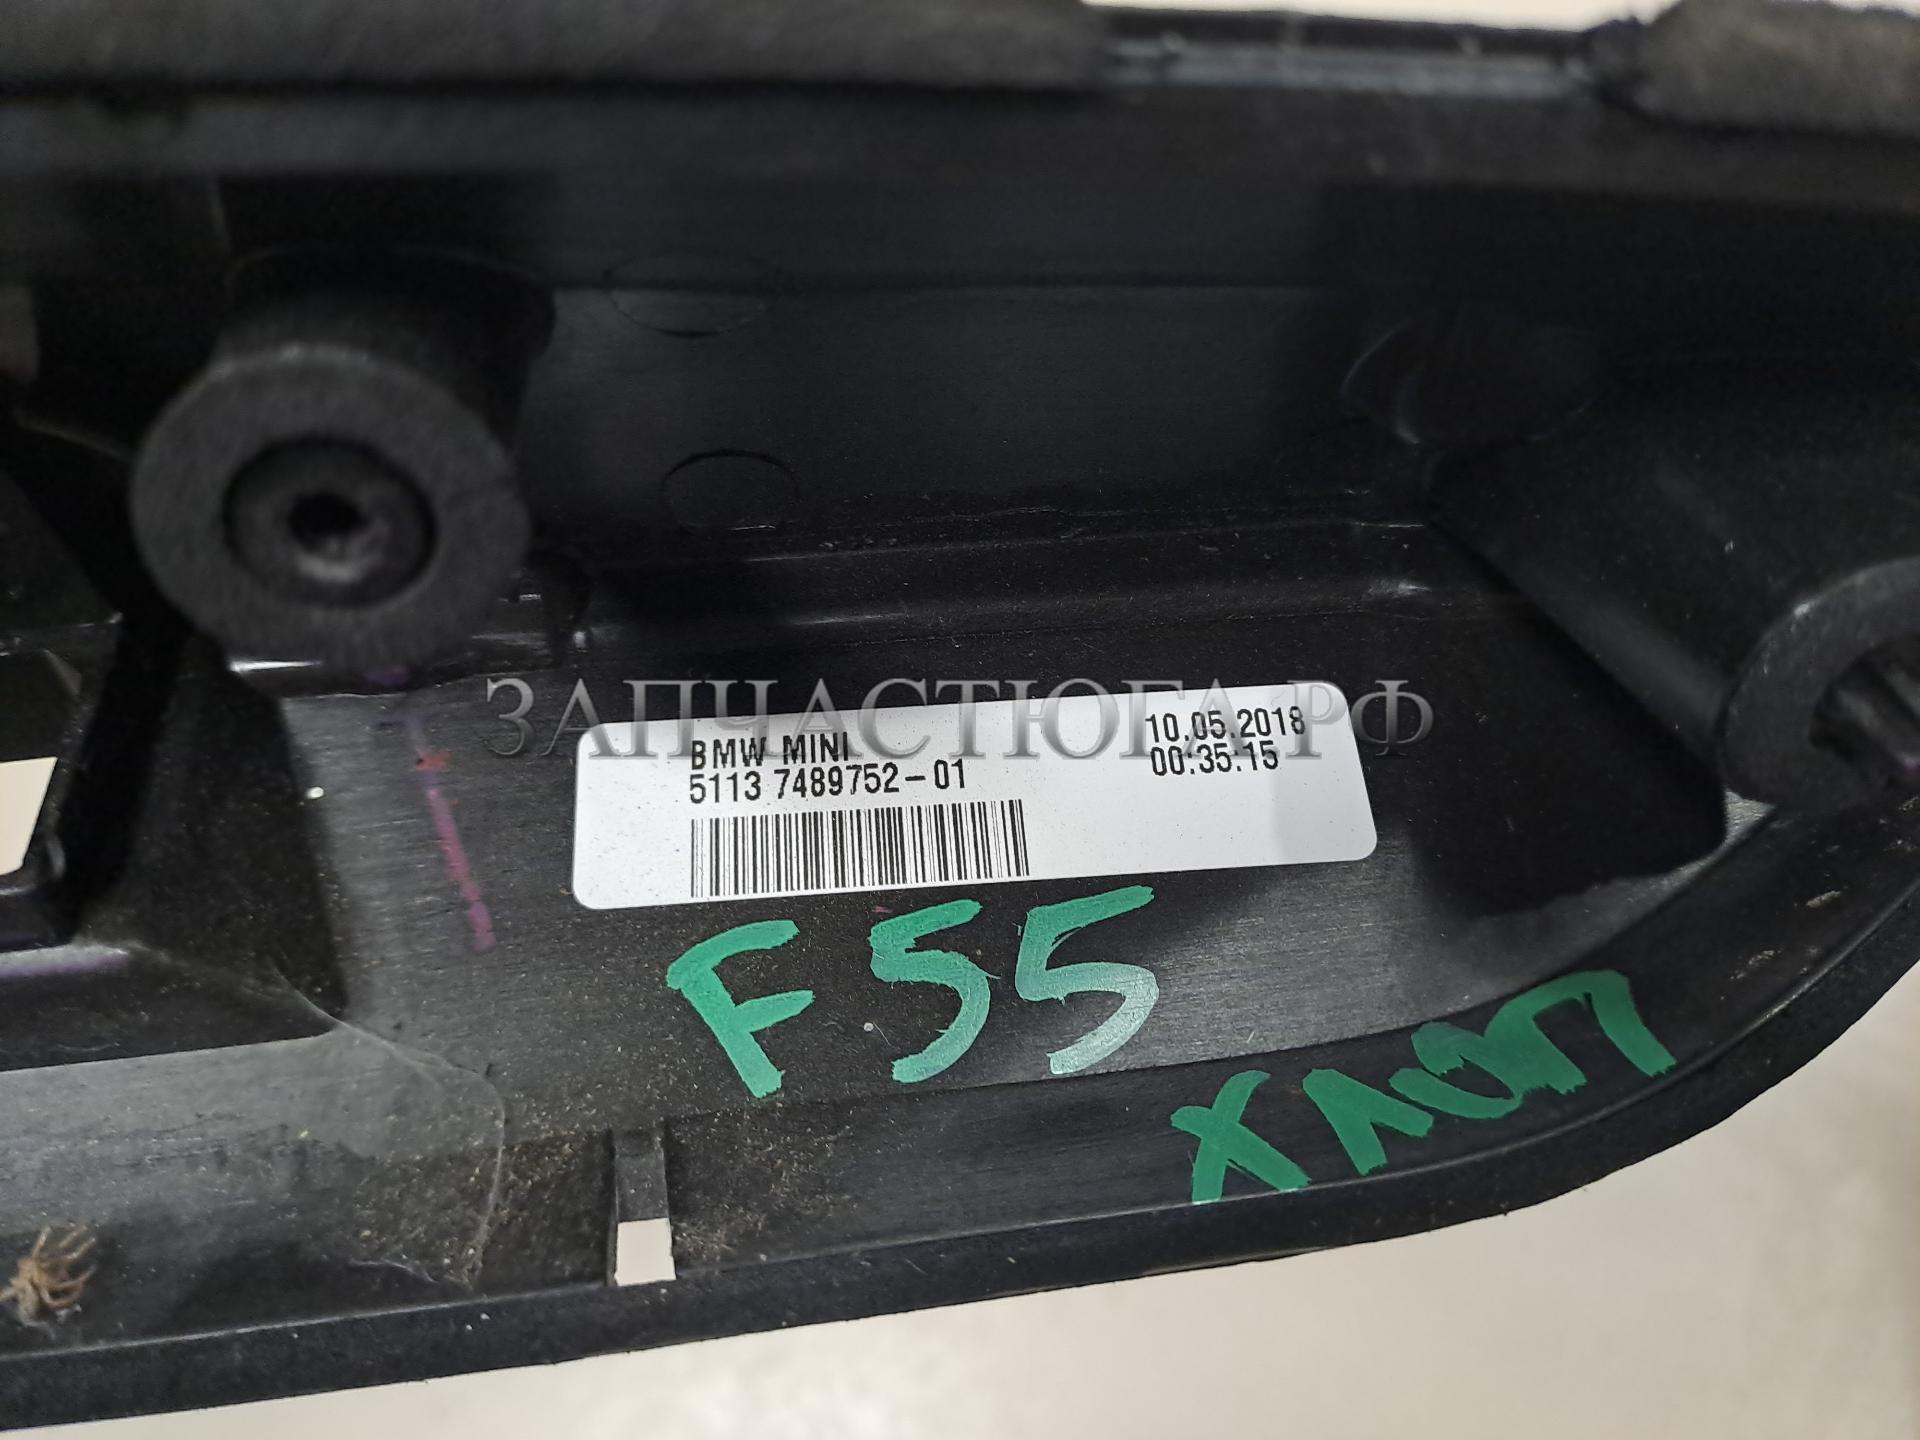 ЗАПЧАСТЮГА.РФ
BMW MINI
5113 7489752-01
10.05.2018
00:35:15
F55
ХЛОП